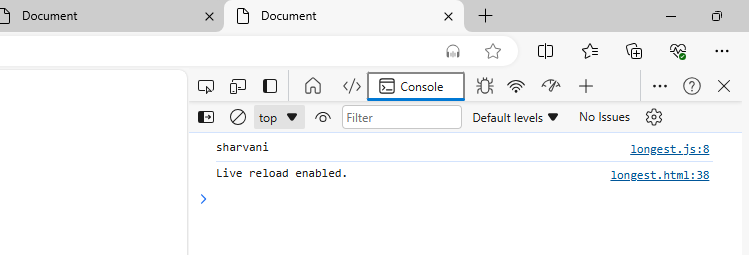 Document
Document
Console
top
Filter
Default levels
No Issues
sharvani longest.js:8
Live reload enabled. longest.html:38